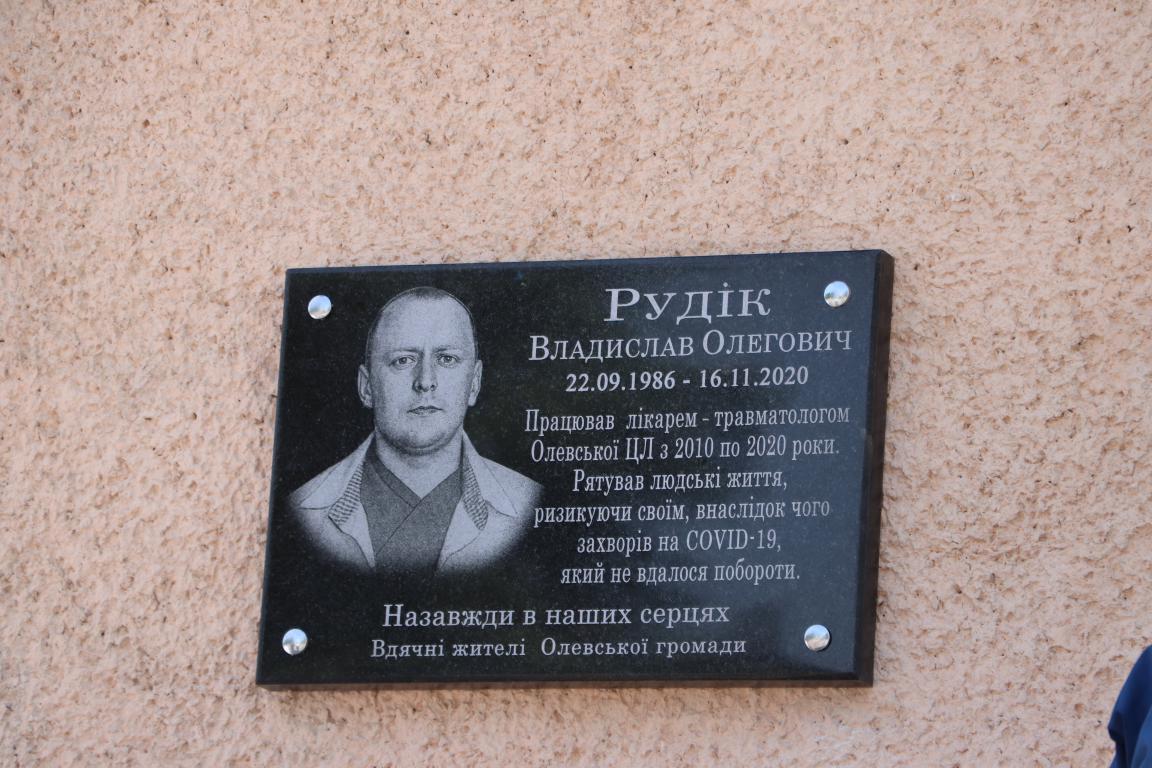 РУДІК
ВЛАДИСЛАВ ОЛЕГОВИЧ
22.09.1986 - 16.11.2020
Працював лікарем - травматологом
Олевської ЦЛ з 2010 по 2020 роки.
Рятував людські життя,
ризикуючи своїм, внаслідок чого
захворів на COVID-19,
який не вдалося побороти.
Назавжди в наших серцях
Вдячні жителі Олевської громади